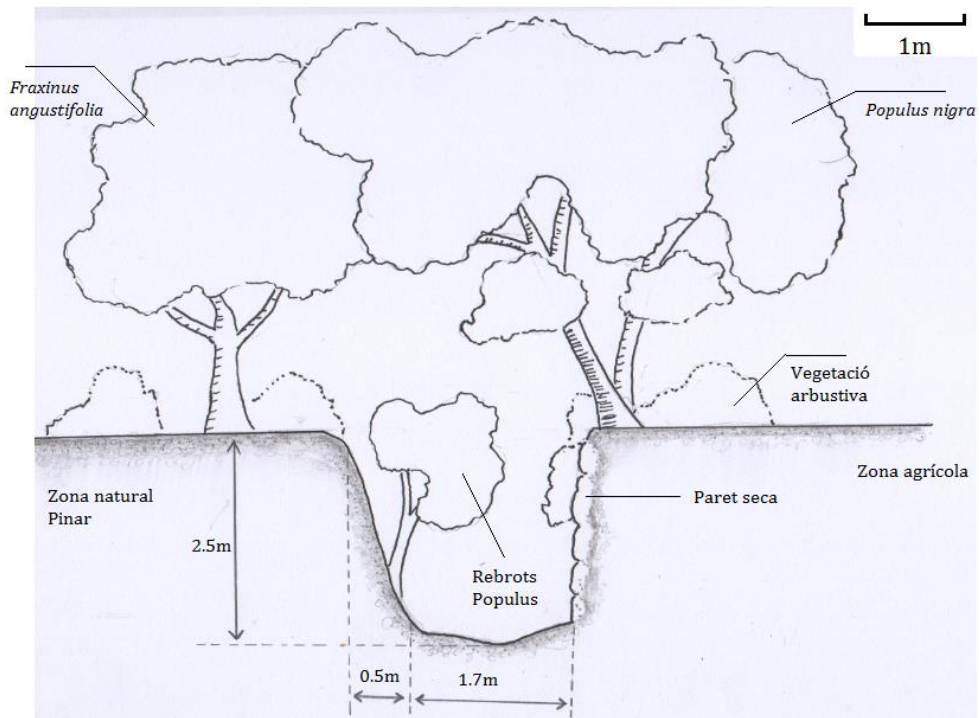 1m
Fraxinus
angustifolia
Populus nigra
Vegetació
arbustiva
Zona natural
Pinar
Zona agrícola
Paret seca
2.5m
Rebrots
Populus
0.5m
1.7m